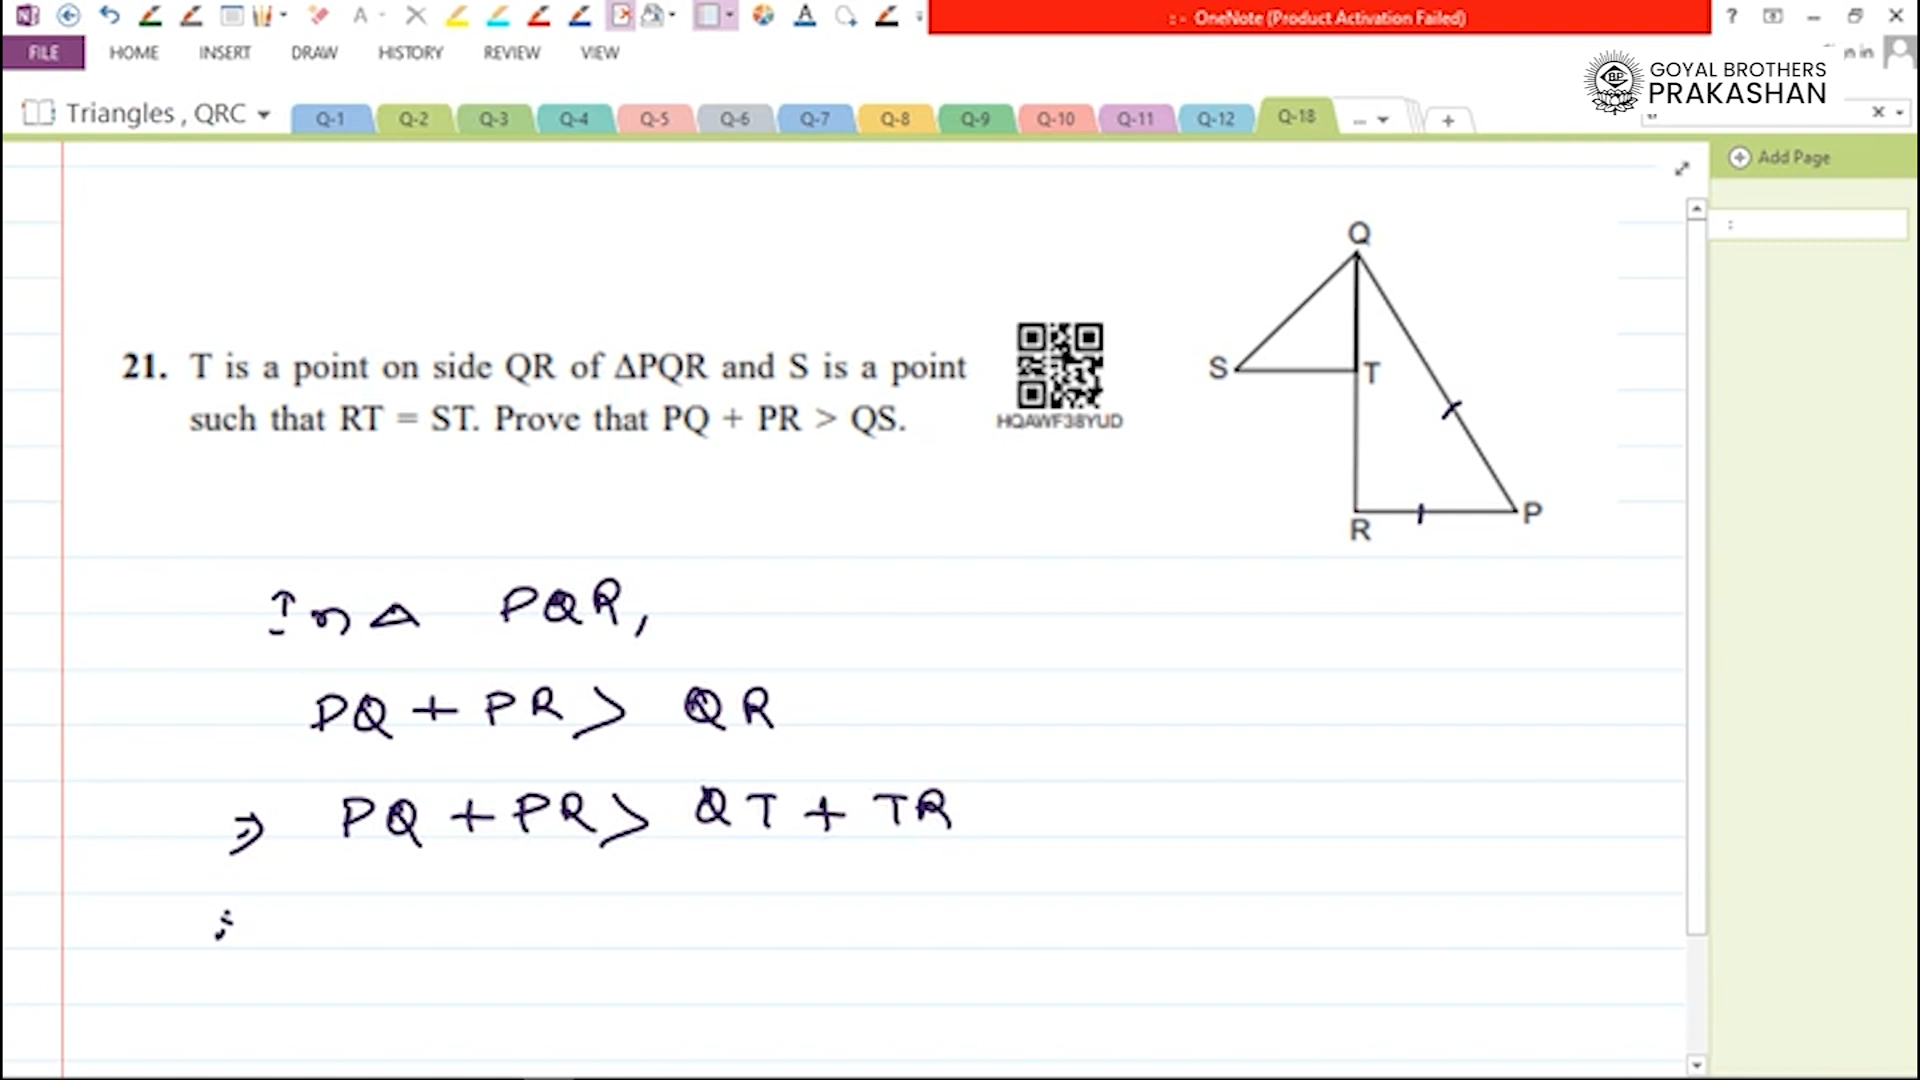 : - OneNote (Product Activation Failed)
FILE HOME INSERT DRAW HISTORY REVIEW VIEW
GOYAL BROTHERS
PRAKASHAN
Triangles , QRC Q-1 Q-2 Q-3 Q-4 Q-5 Q-6 Q-7 Q-8 Q-9 Q-10 Q-11 Q-12 Q-18
Add Page
21. T is a point on side QR of ΔPQR and S is a point
such that RT = ST. Prove that PQ + PR > QS.
HQAWF38YUD
Q
S
T
R
P
In Δ PQR,
PQ + PR > QR
⇒ PQ + PR > QT + TR